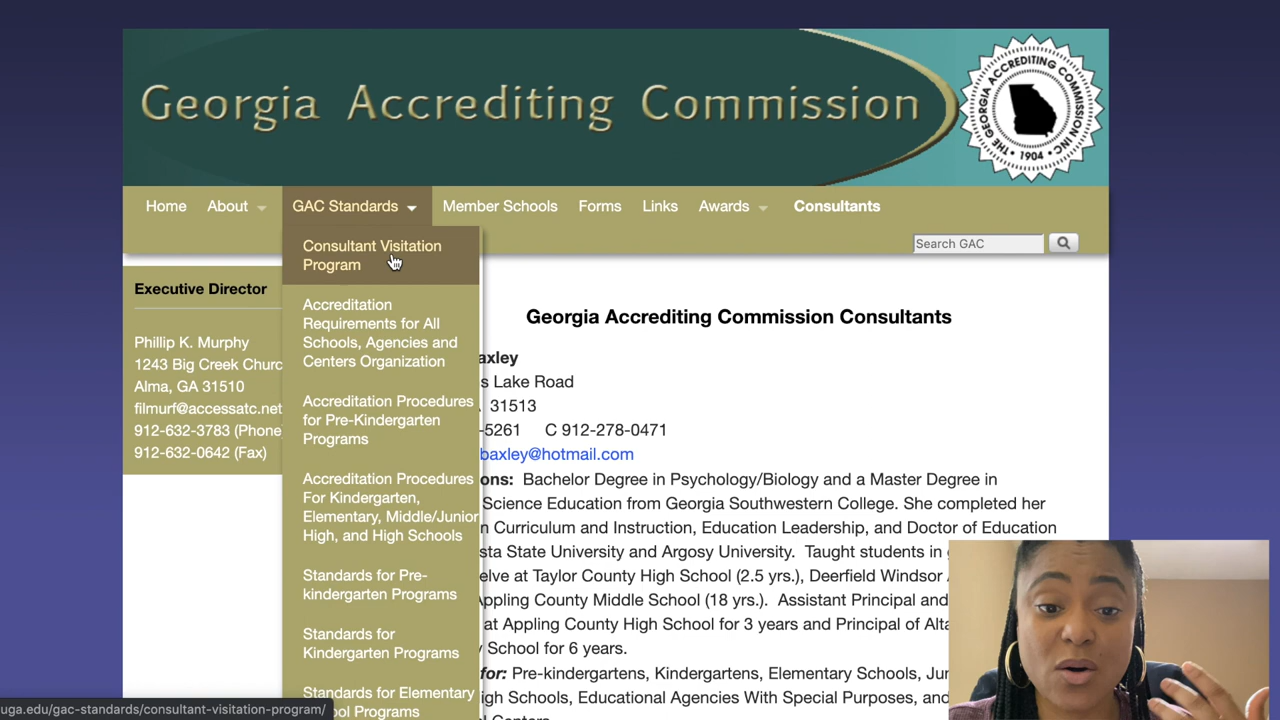 Georgia Accrediting Commission
THE GEORGIA ACCREDITING COMMISSION INC.
1904
Home About GAC Standards Member Schools Forms Links Awards Consultants
Search GAC
Consultant Visitation
Program
Accreditation
Requirements for All
Schools, Agencies and
Centers Organization
Accreditation Procedures
for Pre-Kindergarten
Programs
Accreditation Procedures
For Kindergarten,
Elementary, Middle/Junior
High, and High Schools
Standards for Pre-
kindergarten Programs
Standards for
Kindergarten Programs
Standards for Elementary
Programs
Executive Director
Phillip K. Murphy
1243 Big Creek
Alma, GA 31510
filmurf@accessatc.net
912-632-3783 (Phone)
912-632-0642 (Fax)
Georgia Accrediting Commission Consultants
axley
s Lake Road
31513
-5261 C 912-278-0471
baxley@hotmail.com
ons: Bachelor Degree in Psychology/Biology and a Master Degree in
Science Education from Georgia Southwestern College. She completed her
n Curriculum and Instruction, Education Leadership, and Doctor of Education
sta State University and Argosy University. Taught students in
elve at Taylor County High School (2.5 yrs.), Deerfield Windsor
Appling County Middle School (18 yrs.). Assistant Principal and
at Appling County High School for 3 years and Principal of
School for 6 years.
for: Pre-kindergartens, Kindergartens, Elementary Schools,
igh Schools, Educational Agencies With Special Purposes, and
Centers
uga.edu/gac-standards/consultant-visitation-program/